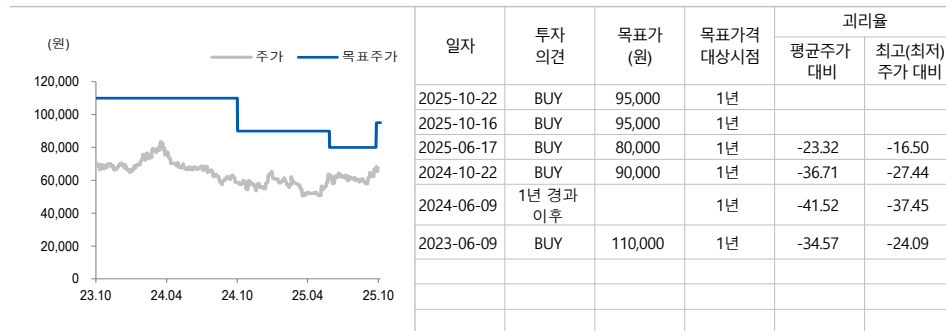 (원)
주가 목표주가
120,000
100,000
80,000
60,000
40,000
20,000
0
23.10 24.04 24.10 25.04 25.10
일자 투자 의견 목표가 (원) 목표가격 대상시점 괴리율
평균주가 대비 최고(최저) 주가 대비
2025-10-22 BUY 95,000 1년
2025-10-16 BUY 95,000 1년
2025-06-17 BUY 80,000 1년 -23.32 -16.50
2024-10-22 BUY 90,000 1년 -36.71 -27.44
2024-06-09 1년 경과 이후 1년 -41.52 -37.45
2023-06-09 BUY 110,000 1년 -34.57 -24.09